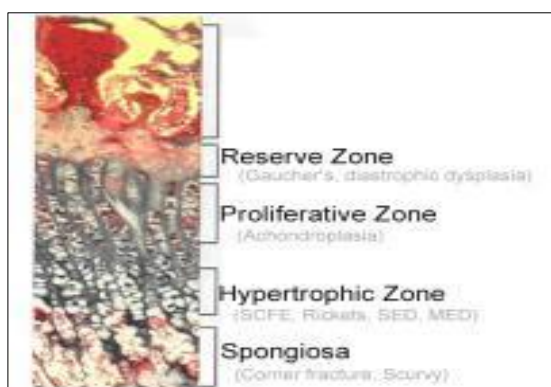 Reserve Zone
(Gaucher's, diastrophic dysplasia)
Proliferative Zone
(Achondroplasia)
Hypertrophic Zone
(SCFE, Rickets, SED, MED)
Spongiosa
(Corner fracture, Scurvy)